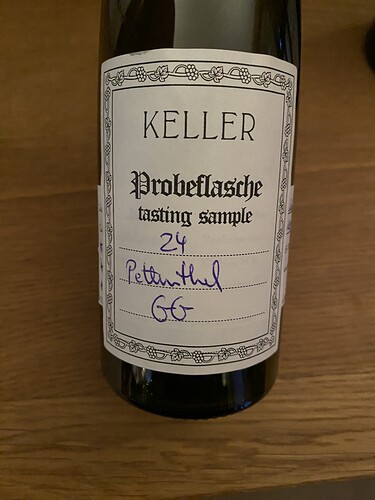 KELLER
Probeflasche
tasting sample
24
Pettenthal
GG